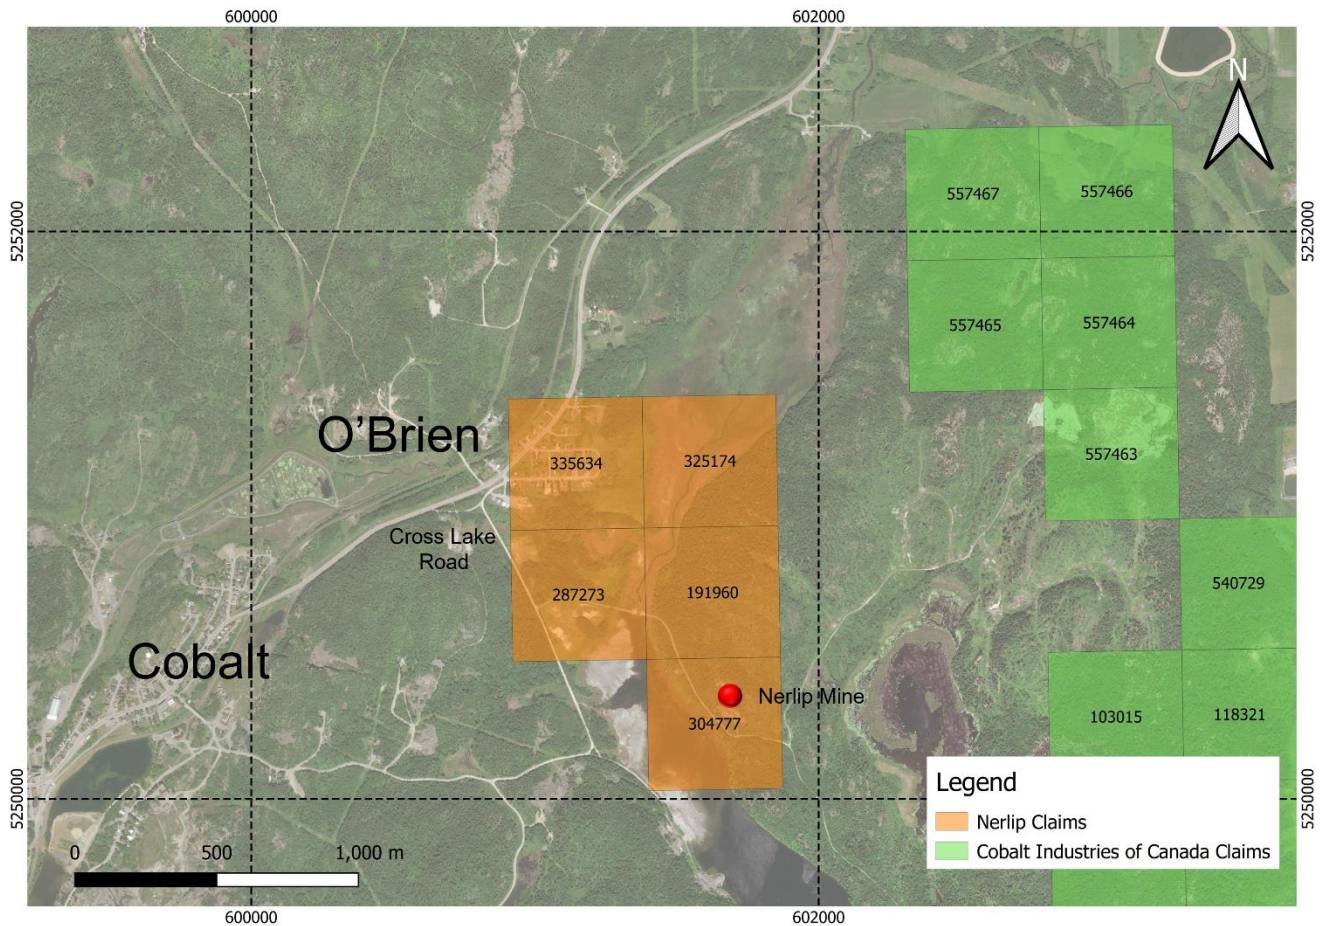 600000
602000
N
557467
557466
5252000
5252000
557465
557464
O'Brien
335634
325174
557463
Cross Lake
Road
287273
191960
540729
Cobalt
Nerlip Mine
304777
103015
118321
5250000
5250000
Legend
Nerlip Claims
Cobalt Industries of Canada Claims
0
500
1,000 m
600000
602000